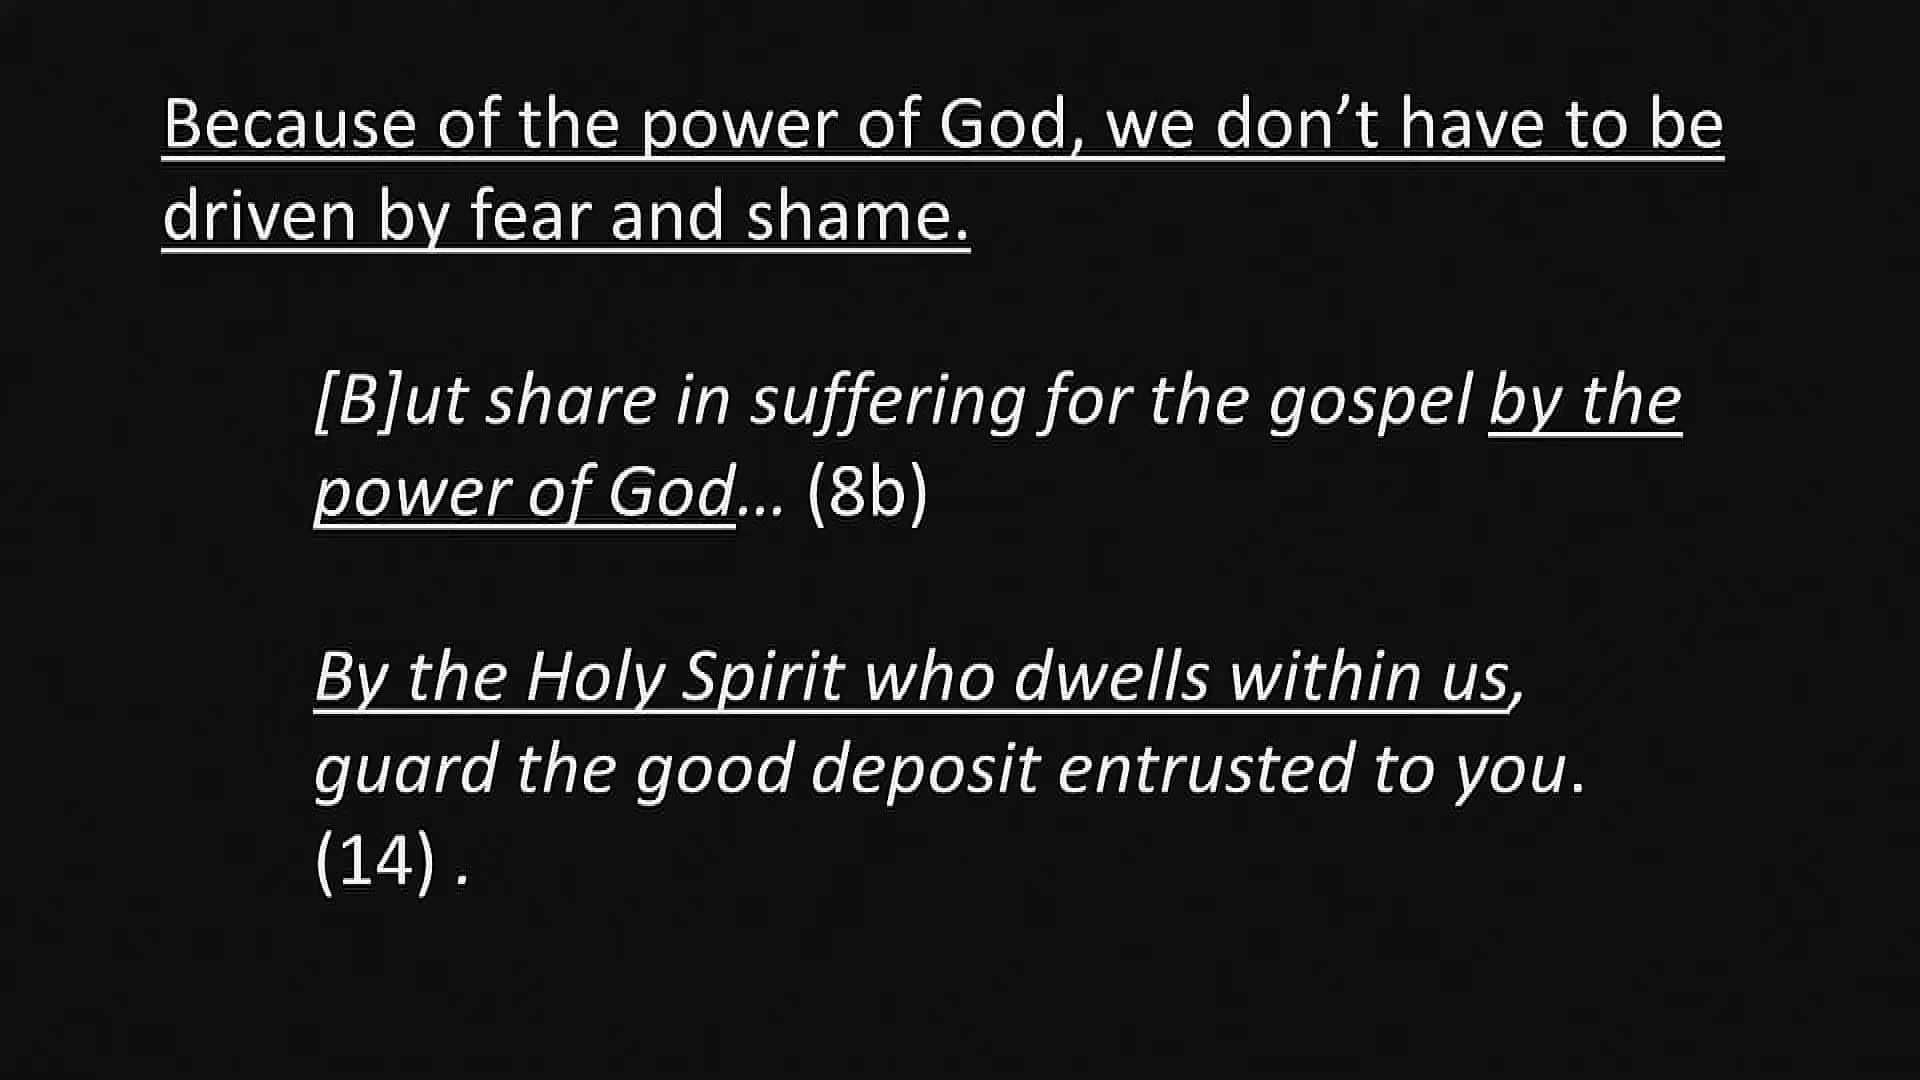 Because of the power of God, we don’t have to be
driven by fear and shame.
[B]ut share in suffering for the gospel by the
power of God... (8b)
By the Holy Spirit who dwells within us,
guard the good deposit entrusted to you.
(14) .